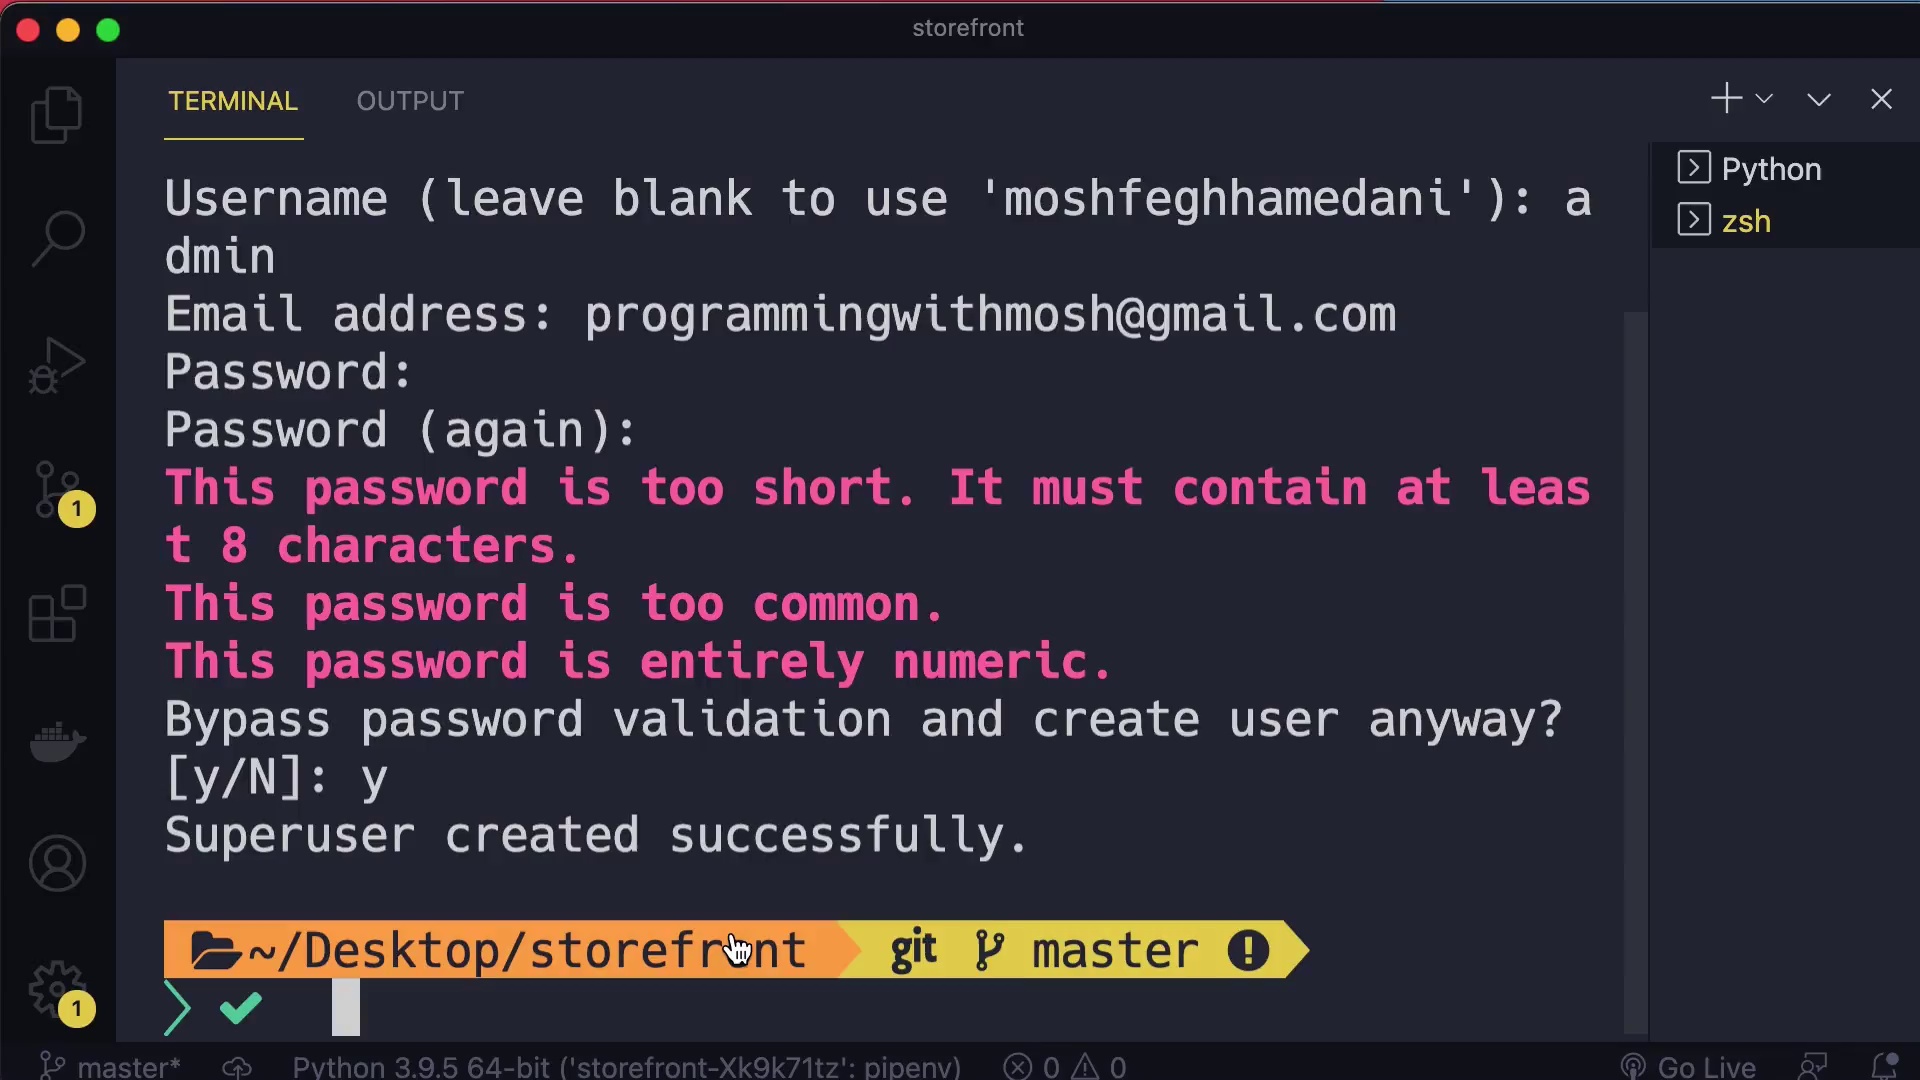 storefront
TERMINAL OUTPUT
Python
zsh
Username (leave blank to use 'moshfeghhamedani'): a
dmin
Email address: programmingwithmosh@gmail.com
Password:
Password (again):
This password is too short. It must contain at leas
t 8 characters.
This password is too common.
This password is entirely numeric.
Bypass password validation and create user anyway?
[y/N]: y
Superuser created successfully.
~/Desktop/storefront git master
1
1
master* Python 3.9.5 64-bit ('storefront-Xk9k71tz': pipenv) 0 0 Go Live